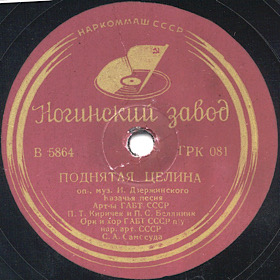 НАРКОММАШ СССР
Ногинский завод
В 5864 ГРК 081
ПОДНЯТАЯ ЦЕЛИНА
оп., муз. И. Дзержинского
Казачья песня
Арт-ты ГАБТ СССР
П. Т. Киричек и П. С. Белинник
Орк и хор ГАБТ СССР п/у
нар. арт. СССР
С. А. Самосуда